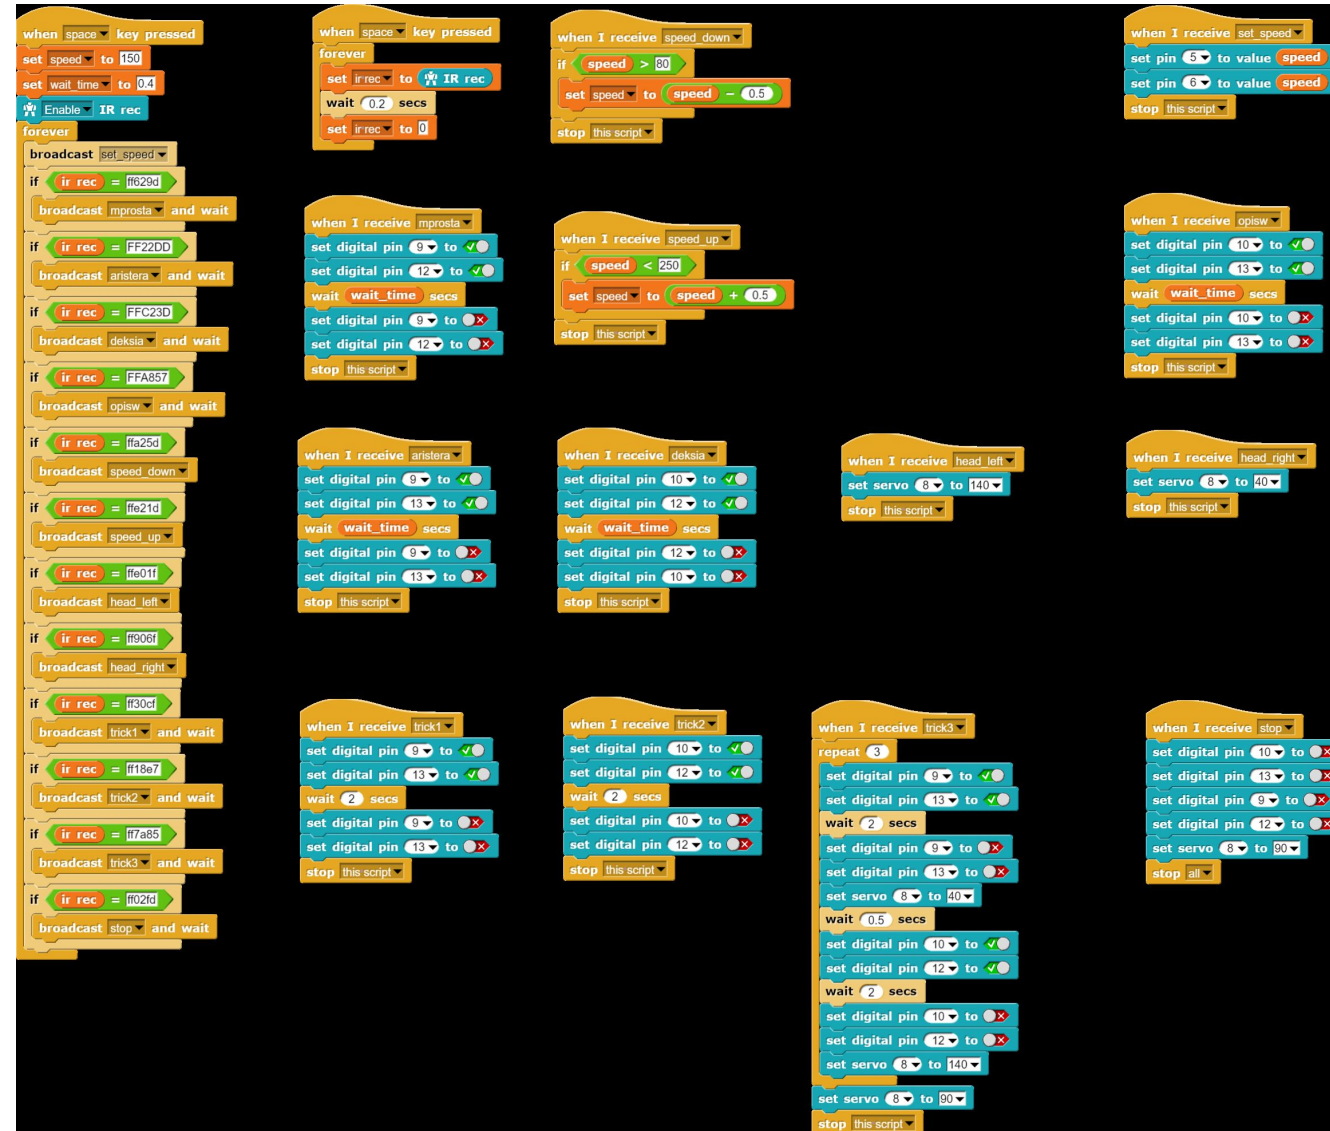 when space key pressed
set speed to 150
set wait_time to 0.4
Enable IR rec
forever
broadcast set_speed
if ir rec = ff629d
broadcast mprosta and wait
if ir rec = FF22DD
broadcast aristera and wait
if ir rec = FFC23D
broadcast deksia and wait
if ir rec = FFA857
broadcast opisw and wait
if ir rec = ffa25d
broadcast speed_down
if ir rec = ffe21d
broadcast speed_up
if ir rec = ffe01f
broadcast head_left
if ir rec = ff906f
broadcast head_right
if ir rec = ff30cf
broadcast trick1 and wait
if ir rec = ff18e7
broadcast trick2 and wait
if ir rec = ff7a85
broadcast trick3 and wait
if ir rec = ff02fd
broadcast stop and wait
when space key pressed
forever
set ir rec to IR rec
wait 0.2 secs
set ir rec to 0
when I receive speed_down
if speed > 80
set speed to speed - 0.5
stop this script
when I receive set_speed
set pin 5 to value speed
set pin 6 to value speed
stop this script
when I receive mprosta
set digital pin 9 to
set digital pin 12 to
wait wait_time secs
set digital pin 9 to
set digital pin 12 to
stop this script
when I receive speed_up
if speed < 250
set speed to speed + 0.5
stop this script
when I receive opisw
set digital pin 10 to
set digital pin 13 to
wait wait_time secs
set digital pin 10 to
set digital pin 13 to
stop this script
when I receive aristera
set digital pin 9 to
set digital pin 13 to
wait wait_time secs
set digital pin 9 to
set digital pin 13 to
stop this script
when I receive deksia
set digital pin 10 to
set digital pin 12 to
wait wait_time secs
set digital pin 12 to
set digital pin 10 to
stop this script
when I receive head_left
set servo 8 to 140
stop this script
when I receive head_right
set servo 8 to 40
stop this script
when I receive trick1
set digital pin 9 to
set digital pin 13 to
wait 2 secs
set digital pin 9 to
set digital pin 13 to
stop this script
when I receive trick2
set digital pin 10 to
set digital pin 12 to
wait 2 secs
set digital pin 10 to
set digital pin 12 to
stop this script
when I receive trick3
repeat 3
set digital pin 9 to
set digital pin 13 to
wait 2 secs
set digital pin 9 to
set digital pin 13 to
set servo 8 to 40
wait 0.5 secs
set digital pin 10 to
set digital pin 12 to
wait 2 secs
set digital pin 10 to
set digital pin 12 to
set servo 8 to 140
set servo 8 to 90
stop this script
when I receive stop
set digital pin 10 to
set digital pin 13 to
set digital pin 9 to
set digital pin 12 to
set servo 8 to 90
stop all